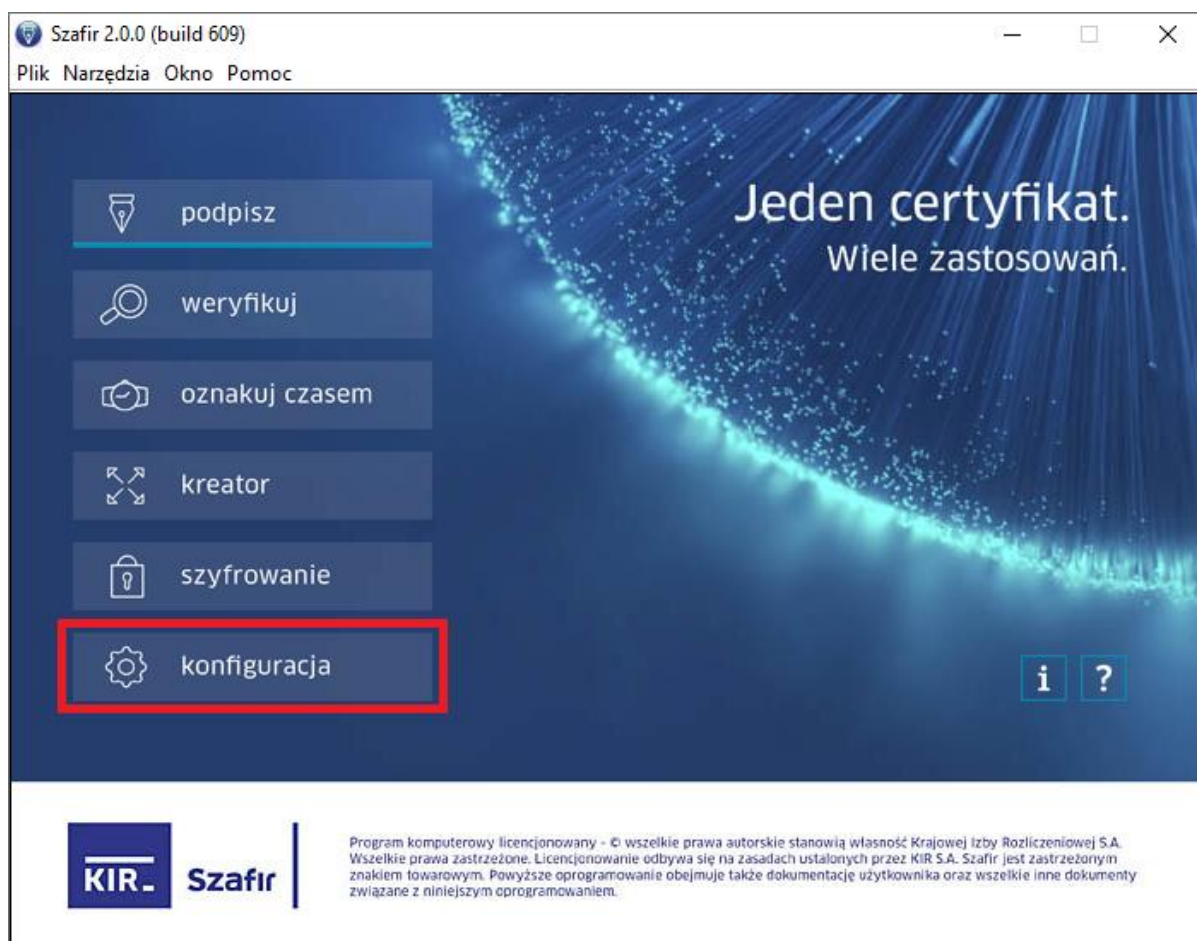 Szafir 2.0.0 (build 609)
Plik Narzędzia Okno Pomoc
podpisz
weryfikuj
oznakuj czasem
kreator
szyfrowanie
konfiguracja
Jeden certyfikat.
Wiele zastosowań.
i ?
KIR_ Szafir
Program komputerowy licencjonowany - © wszelkie prawa autorskie stanowią własność Krajowej Izby Rozliczeniowej S.A.
Wszelkie prawa zastrzeżone. Licencjonowanie odbywa się na zasadach ustalonych przez KIR S.A. Szafir jest zastrzeżonym
znakiem towarowym. Powyższe oprogramowanie obejmuje także dokumentację użytkownika oraz wszelkie inne dokumenty
związane z niniejszym oprogramowaniem.